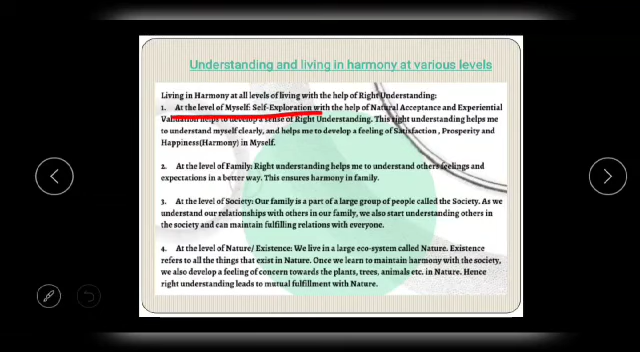 Understanding and living in harmony at various levels
Living in Harmony at all levels of living with the help of Right Understanding:
1. At the level of Myself: Self-Exploration with the help of Natural Acceptance and Experiential
Validation helps to develop a sense of Right Understanding. This right understanding helps me
to understand myself clearly, and helps me to develop a feeling of Satisfaction, Prosperity and
Happiness(Harmony) in Myself.
2. At the level of Family: Right understanding helps me to understand others feelings and
expectations in a better way. This ensures harmony in family.
3. At the level of Society: Our family is a part of a large group of people called the Society. As we
understand our relationships with others in our family, we also start understanding others in
the society and can maintain fulfilling relations with everyone.
4. At the level of Nature/ Existence: We live in a large eco-system called Nature. Existence
refers to all the things that exist in Nature. Once we learn to maintain harmony with the society,
we also develop a feeling of concern towards the plants, trees, animals etc. in Nature. Hence
right understanding leads to mutual fulfillment with Nature.